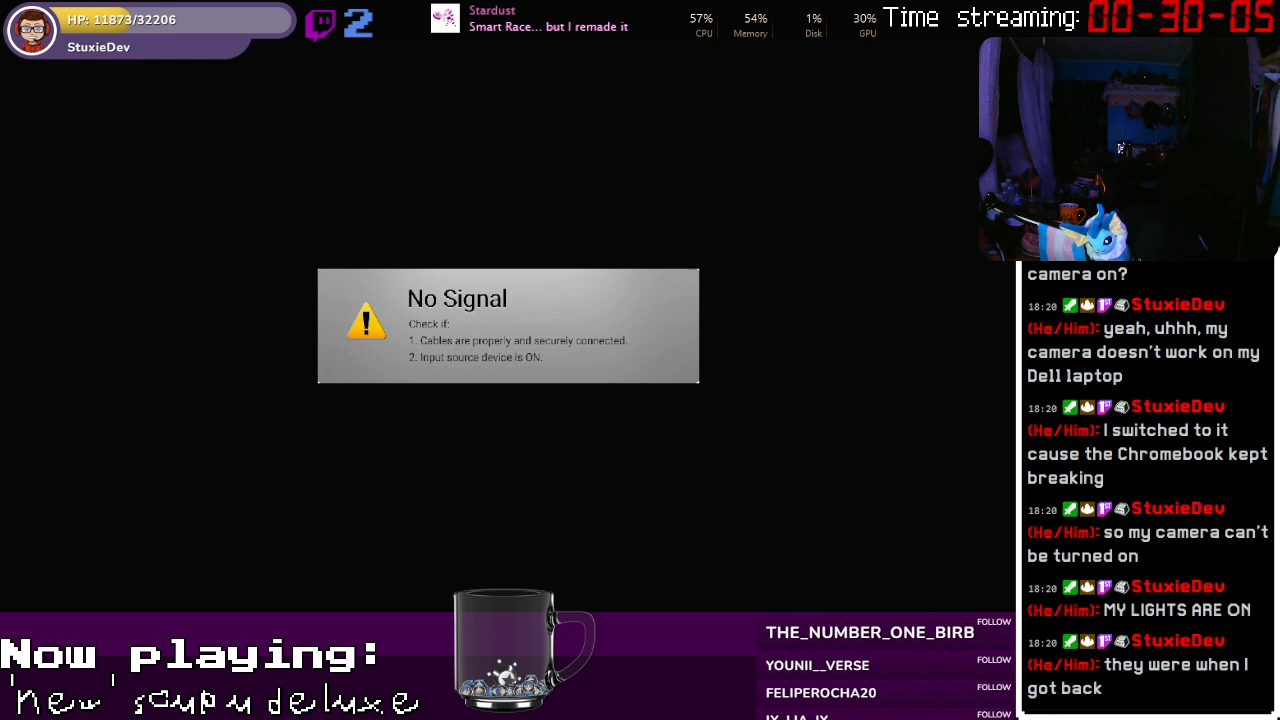 HP: 11873/32206
StuxieDev
2
Stardust
Smart Race... but I remade it
57%
CPU
54%
Memory
1%
Disk
30%
GPU
Time streaming:
00-30-05
No Signal
Check if:
1. Cables are properly and securely connected.
2. Input source device is ON.
camera on?
18:20 StuxieDev
(He/Him): yeah, uhhh, my
camera doesn't work on my
Dell laptop
18:20 StuxieDev
(He/Him): I switched to it
cause the Chromebook kept
breaking
18:20 StuxieDev
(He/Him): so my camera can't
be turned on
18:20 StuxieDev
(He/Him): MY LIGHTS ARE ON
18:20 StuxieDev
(He/Him): they were when I
got back
Now playing:
'new' soup u deluxe
THE_NUMBER_ONE_BIRB
FOLLOW
YOUNII__VERSE
FOLLOW
FELIPEROCHA20
FOLLOW
FOLLOW